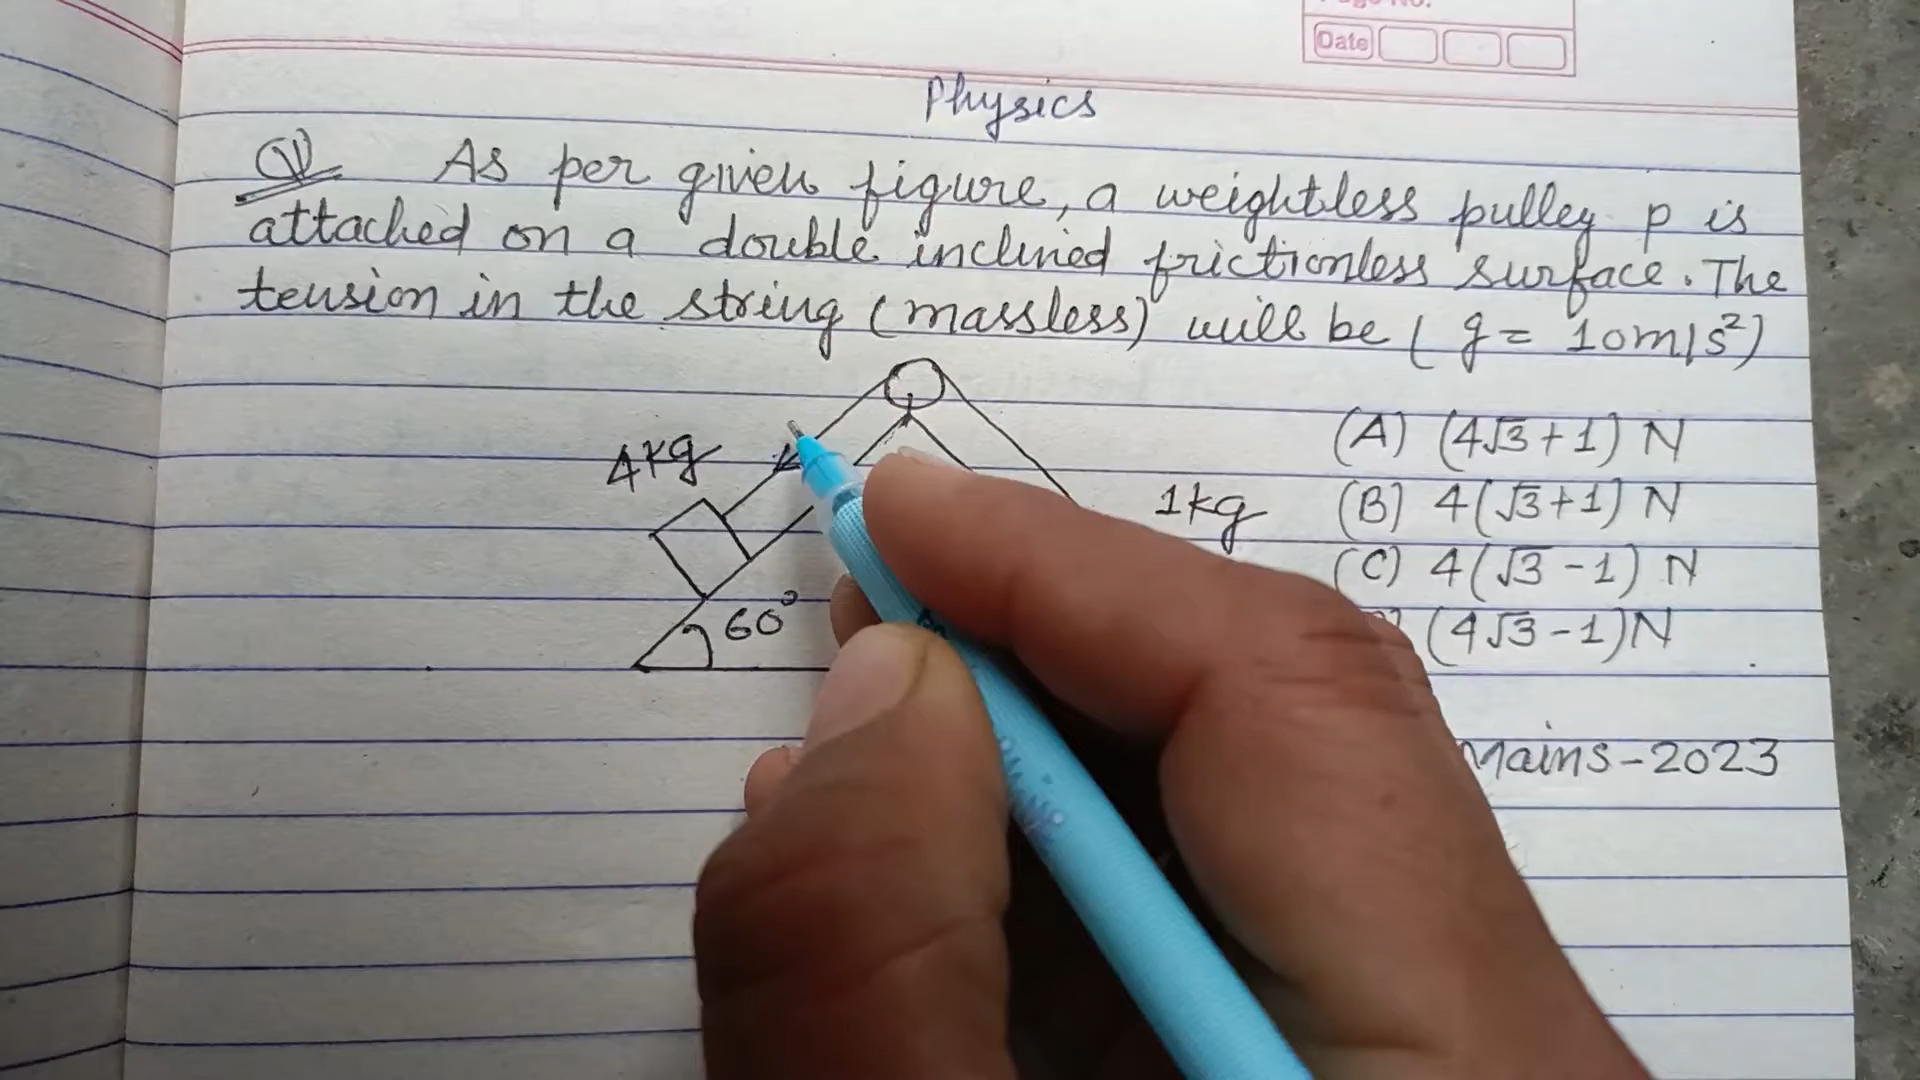 Date
Physics
Q As per given figure, a weightless pulley p is
attached on a double inclined frictionless surface. The
tension in the string (massless) will be ( g = 10m/s²)
4kg
60°
1kg
(A) (4√3+1) N
(B) 4(√3+1) N
(C) 4(√3-1) N
(4√3-1)N
Mains-2023